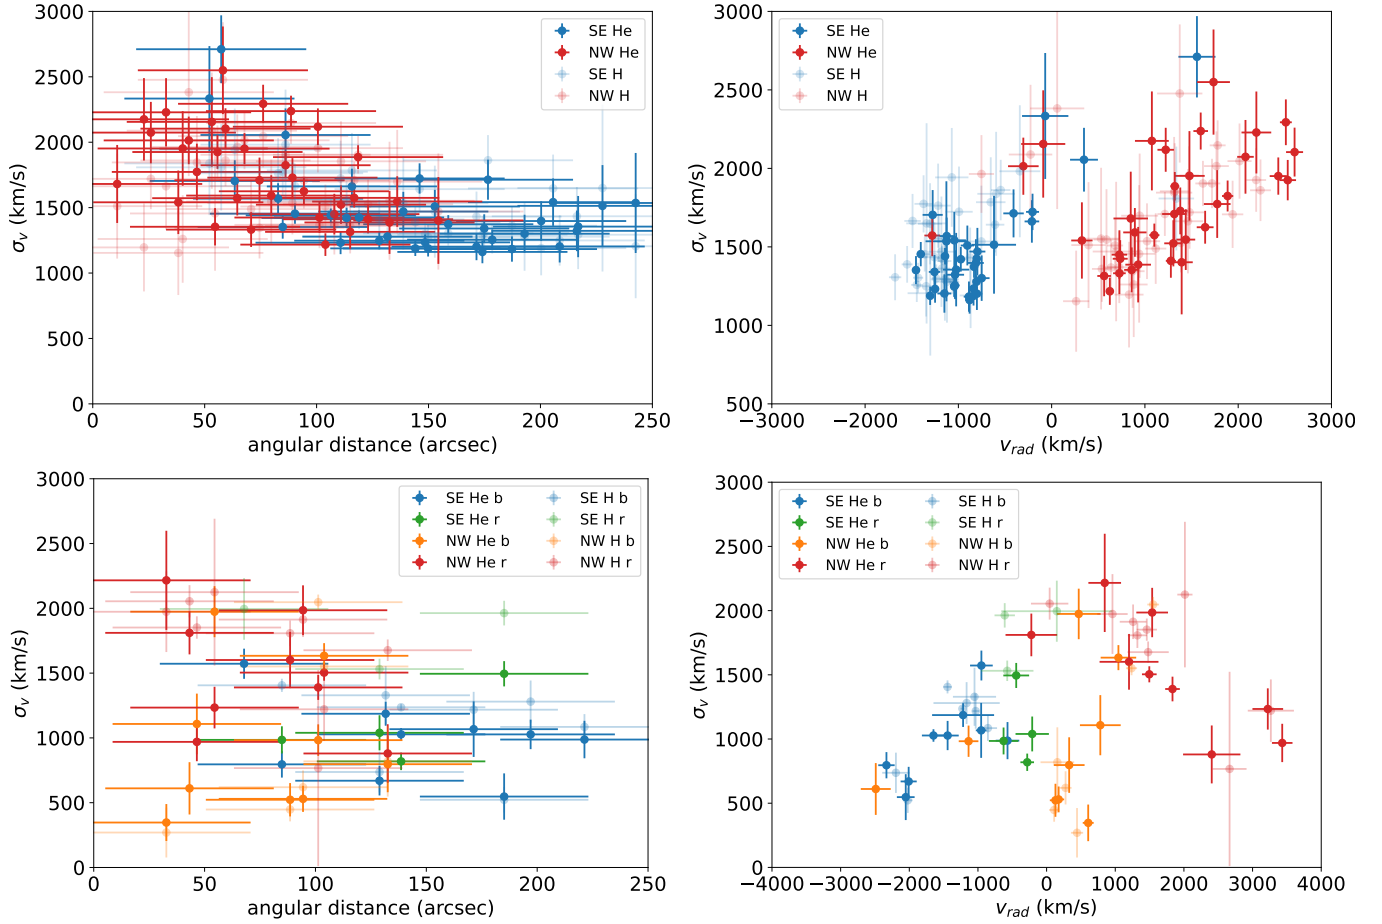 3000
2500
2000
1500
1000
500
0
σv (km/s)
0 50 100 150 200 250
angular distance (arcsec)
SE He
NW He
SE H
NW H
3000
2500
2000
1500
1000
500
σv (km/s)
−3000 −2000 −1000 0 1000 2000 3000
vrad (km/s)
SE He
NW He
SE H
NW H
3000
2500
2000
1500
1000
500
0
σv (km/s)
0 50 100 150 200 250
angular distance (arcsec)
SE He b SE H b
SE He r SE H r
NW He b NW H b
NW He r NW H r
3000
2500
2000
1500
1000
500
0
σv (km/s)
−4000 −3000 −2000 −1000 0 1000 2000 3000 4000
vrad (km/s)
SE He b SE H b
SE He r SE H r
NW He b NW H b
NW He r NW H r